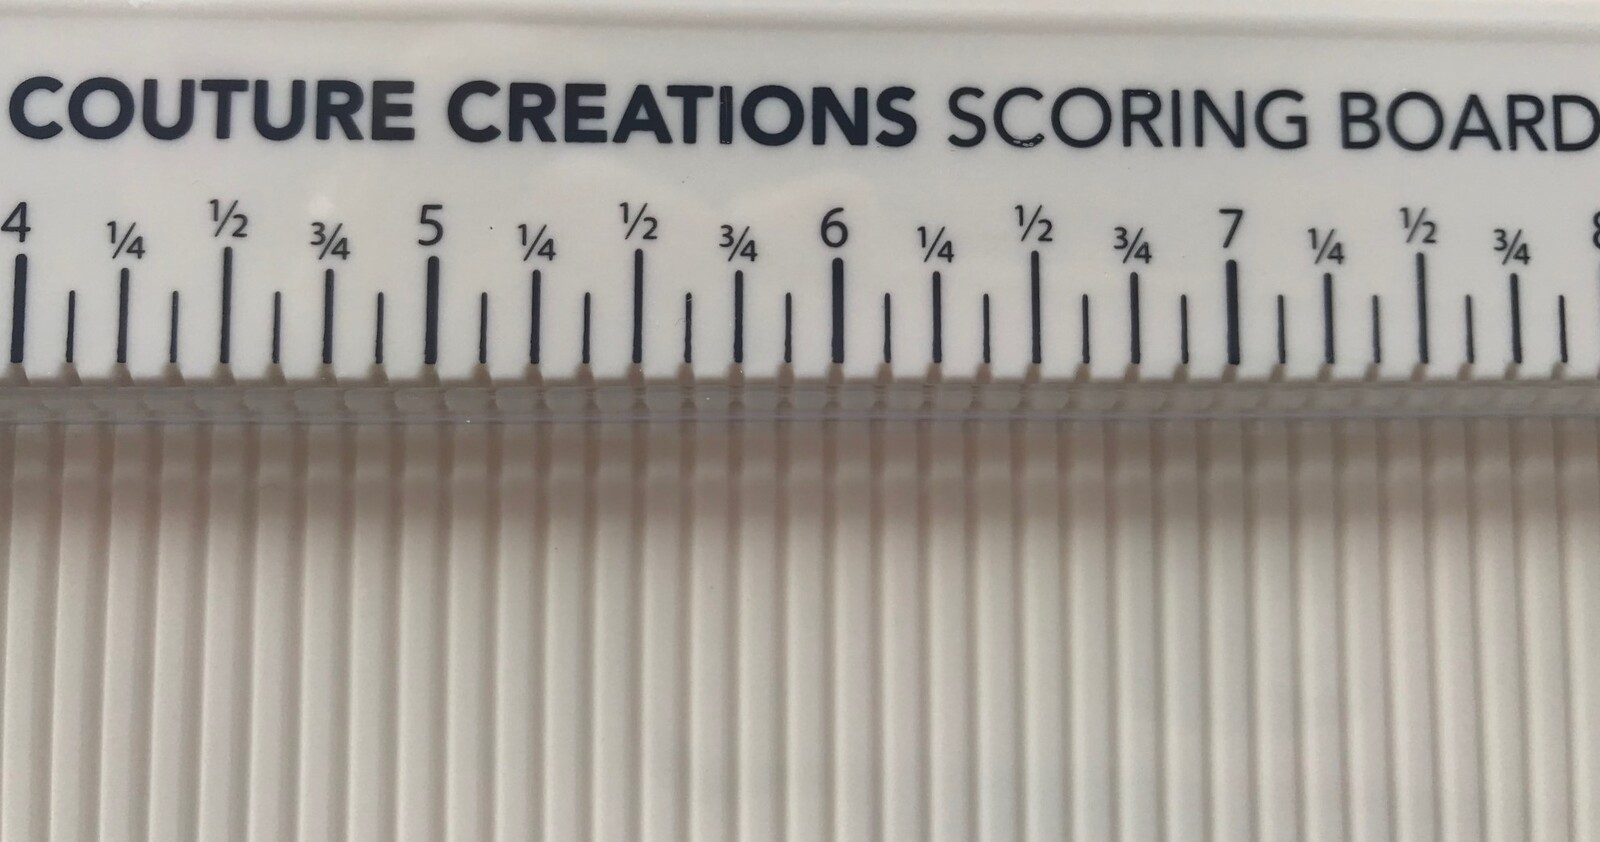 COUTURE CREATIONS SCORING BOARD
4 ¼ ½ ¾ 5 ¼ ½ ¾ 6 ¼ ½ ¾ 7 ¼ ½ ¾ 8